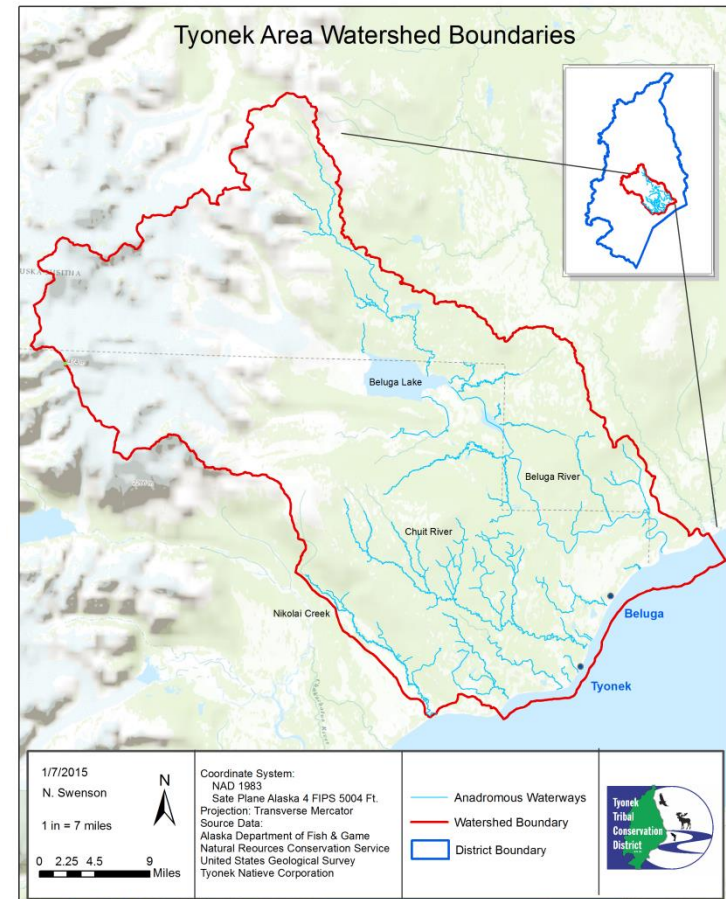 Tyonek Area Watershed Boundaries
Beluga Lake
Beluga River
Chuit River
Nikolai Creek
Beluga
Tyonek
1/7/2015
N. Swenson
1 in = 7 miles
0 2.25 4.5 9
Miles
N
Coordinate System:
NAD 1983
Sate Plane Alaska 4 FIPS 5004 Ft.
Projection: Transverse Mercator
Source Data:
Alaska Department of Fish & Game
Natural Reources Conservation Service
United States Geological Survey
Tyonek Natieve Corporation
Anadromous Waterways
Watershed Boundary
District Boundary
Tyonek
Tribal
Conservation
District